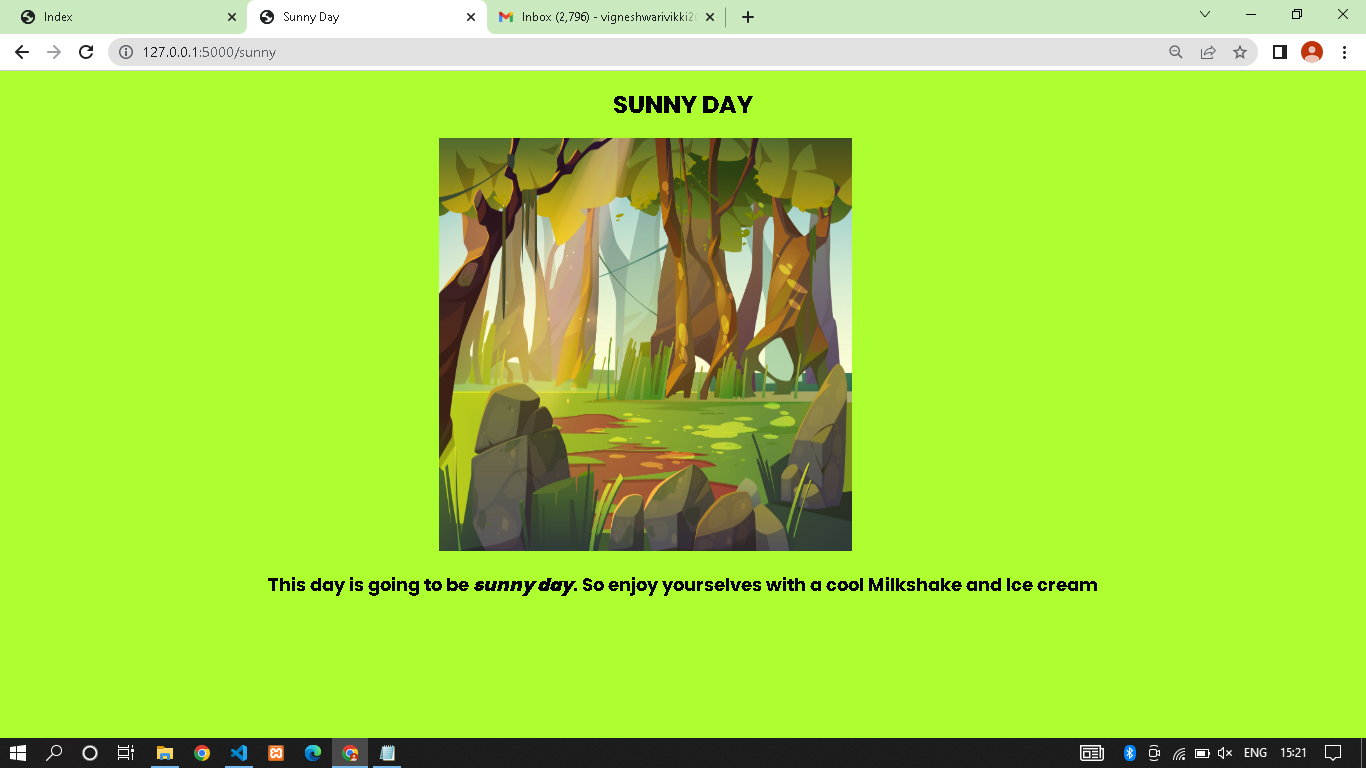 Index
Sunny Day
Inbox (2,796) - vigneshwarivikki2
127.0.0.1:5000/sunny
SUNNY DAY
This day is going to be sunny day. So enjoy yourselves with a cool Milkshake and Ice cream
ENG
15:21